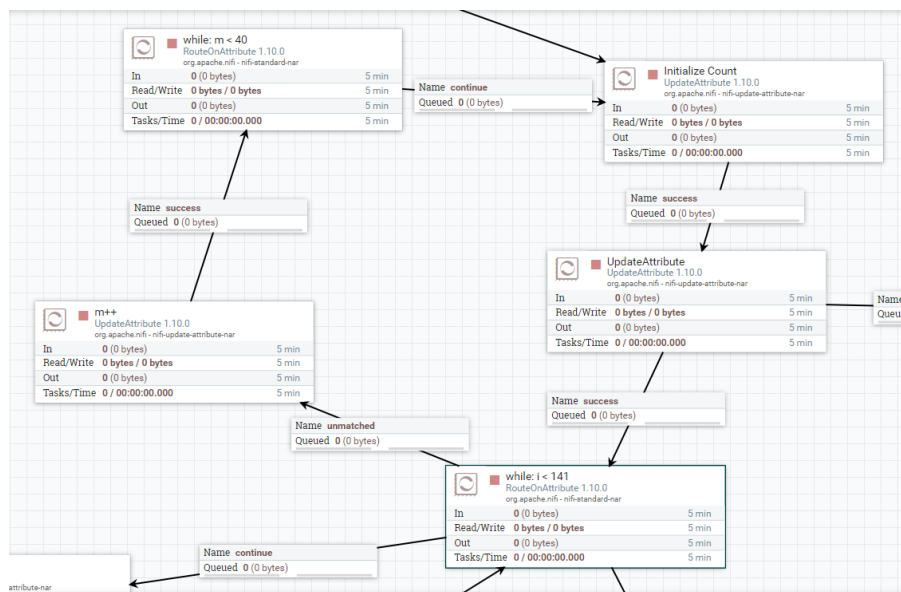 while: m < 40
RouteOnAttribute 1.10.0
org.apache.nifi - nifi-standard-nar
In 0 (0 bytes) 5 min
Read/Write 0 bytes / 0 bytes 5 min
Out 0 (0 bytes) 5 min
Tasks/Time 0 / 00:00:00.000 5 min
Name continue
Queued 0 (0 bytes)
Initialize Count
UpdateAttribute 1.10.0
org.apache.nifi - nifi-update-attribute-nar
In 0 (0 bytes) 5 min
Read/Write 0 bytes / 0 bytes 5 min
Out 0 (0 bytes) 5 min
Tasks/Time 0 / 00:00:00.000 5 min
Name success
Queued 0 (0 bytes)
Name success
Queued 0 (0 bytes)
UpdateAttribute
UpdateAttribute 1.10.0
org.apache.nifi - nifi-update-attribute-nar
In 0 (0 bytes) 5 min
Read/Write 0 bytes / 0 bytes 5 min
Out 0 (0 bytes) 5 min
Tasks/Time 0 / 00:00:00.000 5 min
Name
Queu
m++
UpdateAttribute 1.10.0
org.apache.nifi - nifi-update-attribute-nar
In 0 (0 bytes) 5 min
Read/Write 0 bytes / 0 bytes 5 min
Out 0 (0 bytes) 5 min
Tasks/Time 0 / 00:00:00.000 5 min
Name success
Queued 0 (0 bytes)
Name unmatched
Queued 0 (0 bytes)
while: i < 141
RouteOnAttribute 1.10.0
org.apache.nifi - nifi-standard-nar
In 0 (0 bytes) 5 min
Read/Write 0 bytes / 0 bytes 5 min
Out 0 (0 bytes) 5 min
Tasks/Time 0 / 00:00:00.000 5 min
Name continue
Queued 0 (0 bytes)
attribute-nar